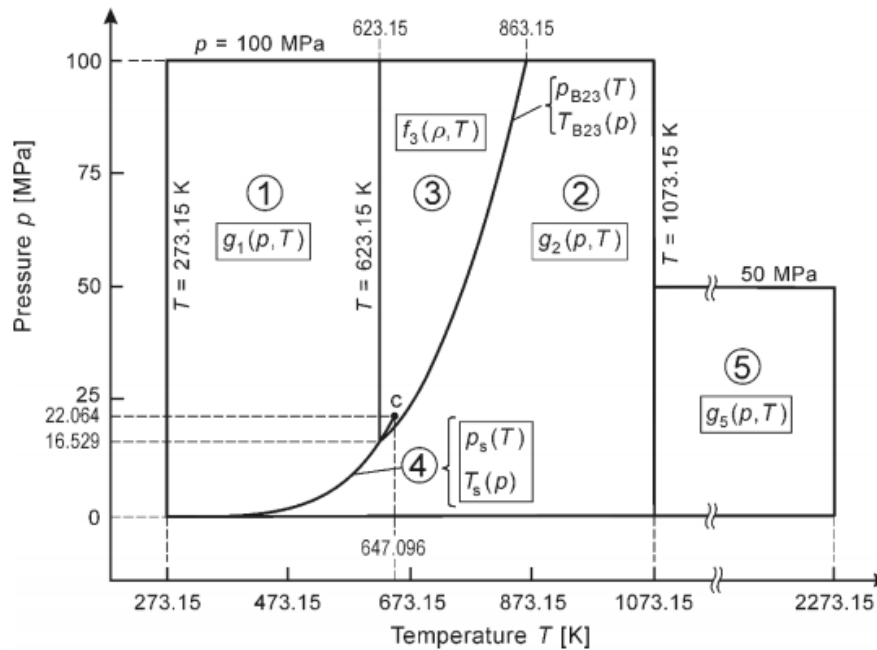 623.15
863.15
p = 100 MPa
100
p_B23(T)
T_B23(p)
f_3(ρ,T)
75
①
③
②
g_1(p,T)
g_2(p,T)
T = 273.15 K
T = 623.15 K
T = 1073.15 K
Pressure p [MPa]
50
50 MPa
⑤
g_5(p,T)
25
c
22.064
16.529
④
p_s(T)
T_s(p)
0
647.096
273.15
473.15
673.15
873.15
1073.15
2273.15
Temperature T [K]